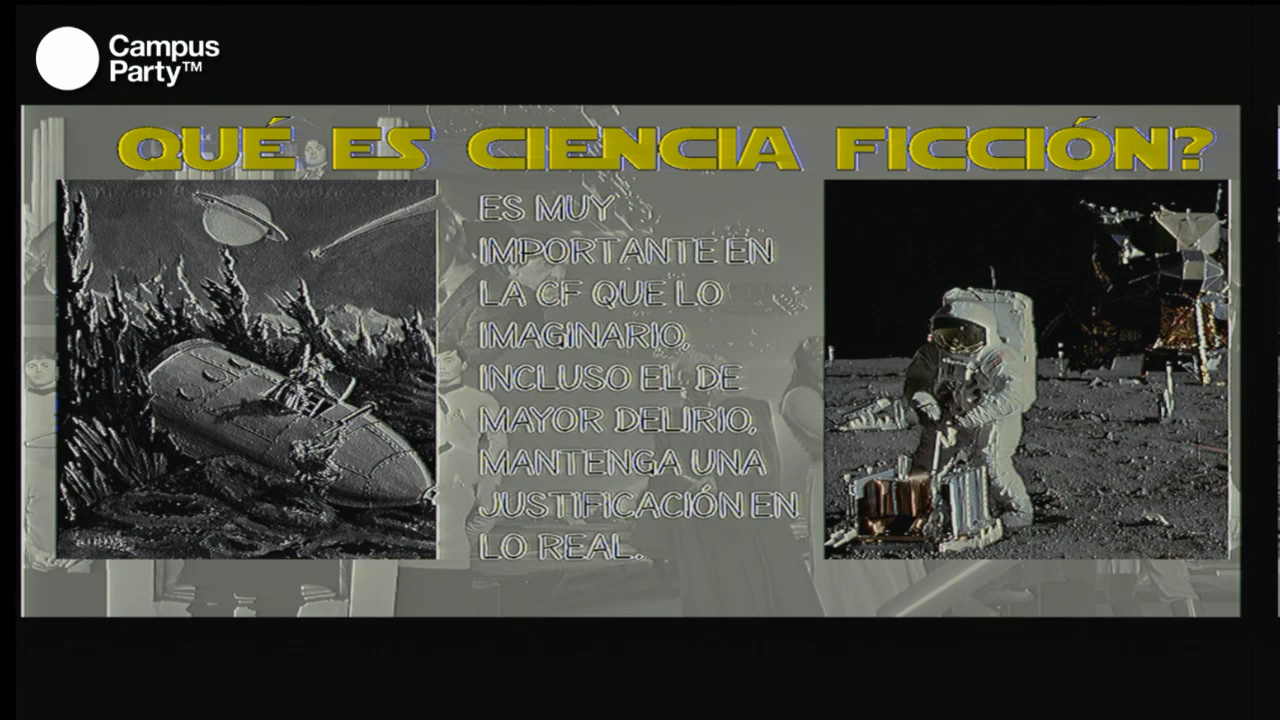 Campus
Party™
QUÉ ES CIENCIA FICCIÓN?
ES MUY
IMPORTANTE EN
LA CF QUE LO
IMAGINARIO,
INCLUSO EL DE
MAYOR DELIRIO,
MANTENGA UNA
JUSTIFICACIÓN EN
LO REAL.